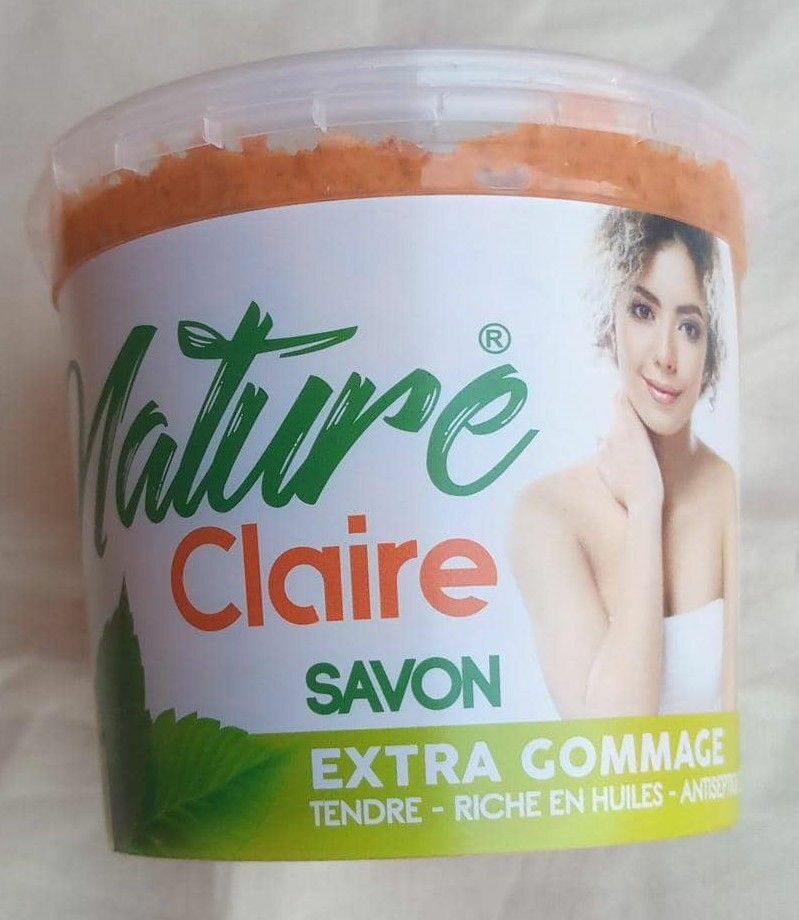 Nature®
Claire
SAVON
EXTRA GOMMAGE
TENDRE - RICHE EN HUILES -